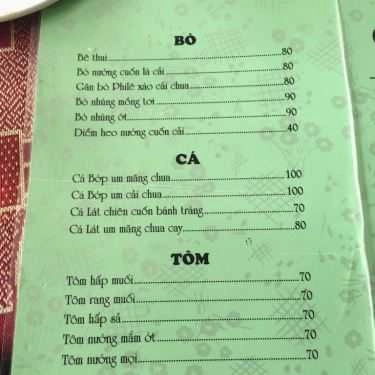 BÒ
Bê thui 80
Bò nướng cuốn lá cải 80
Gân bò Philê xào cải chua 80
Bò nhúng mồng tơi 90
Bò nhúng ớt 90
Diềm heo nướng cuốn cải 40
CÁ
Cá Bớp um măng chua 100
Cá Bớp um cải chua 100
Cá Lát chiên cuốn bánh tráng 70
Cá Lát um măng chua cay 80
TÔM
Tôm hấp muối 70
Tôm rang muối 70
Tôm hấp sả 70
Tôm nướng mắm ớt 70
Tôm nướng mọi 70